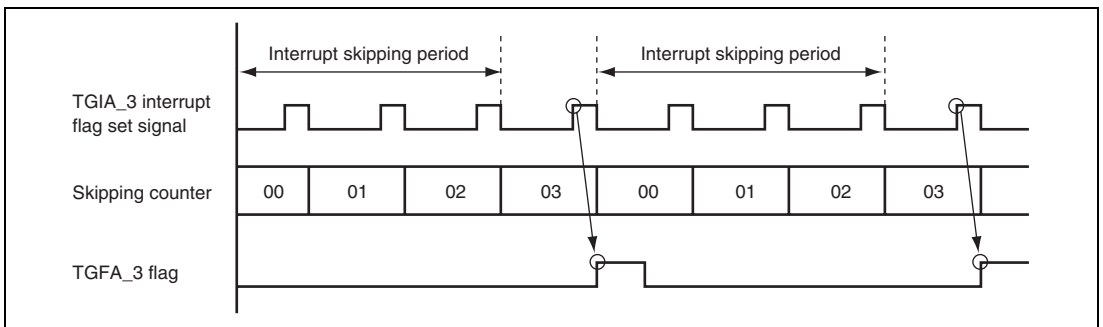 Interrupt skipping period Interrupt skipping period
TGIA_3 interrupt
flag set signal
Skipping counter 00 01 02 03 00 01 02 03
TGFA_3 flag